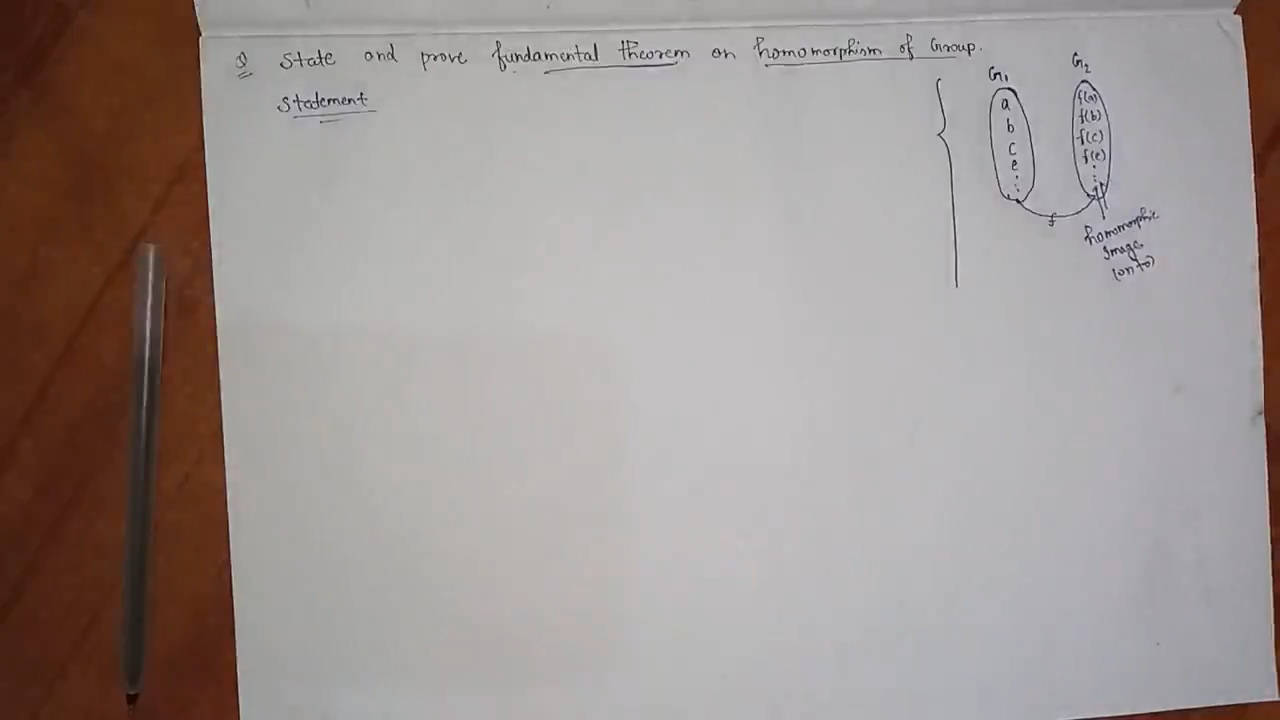 Q State and prove fundamental theorem on homomorphism of Group.
Statement
G1 G2
a f(a)
b f(b)
c f(c)
e f(e)
f
homomorphic
image
(onto)